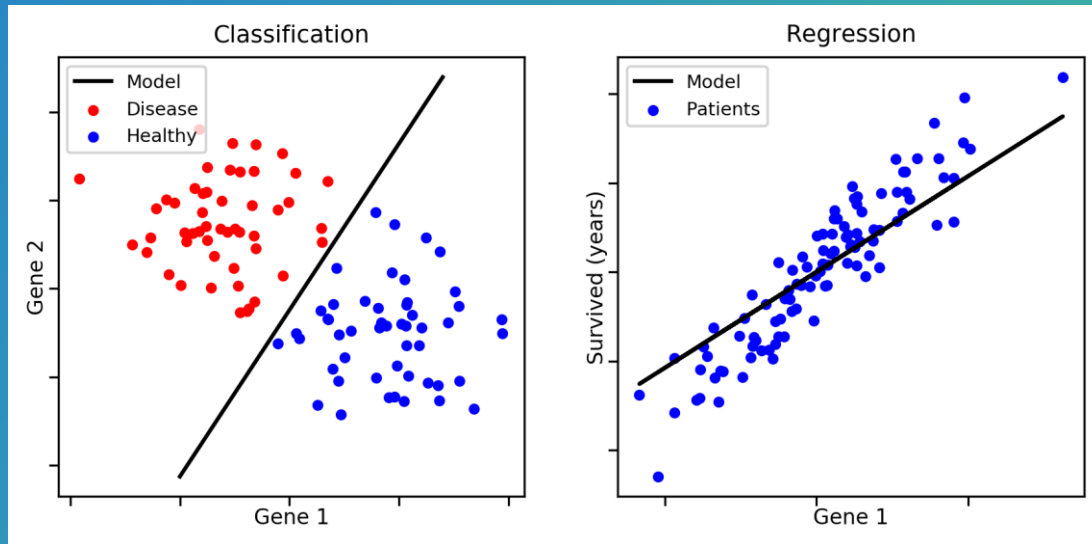 Classification
Model
Disease
Healthy
Gene 2
Gene 1
Regression
Model
Patients
Survived (years)
Gene 1